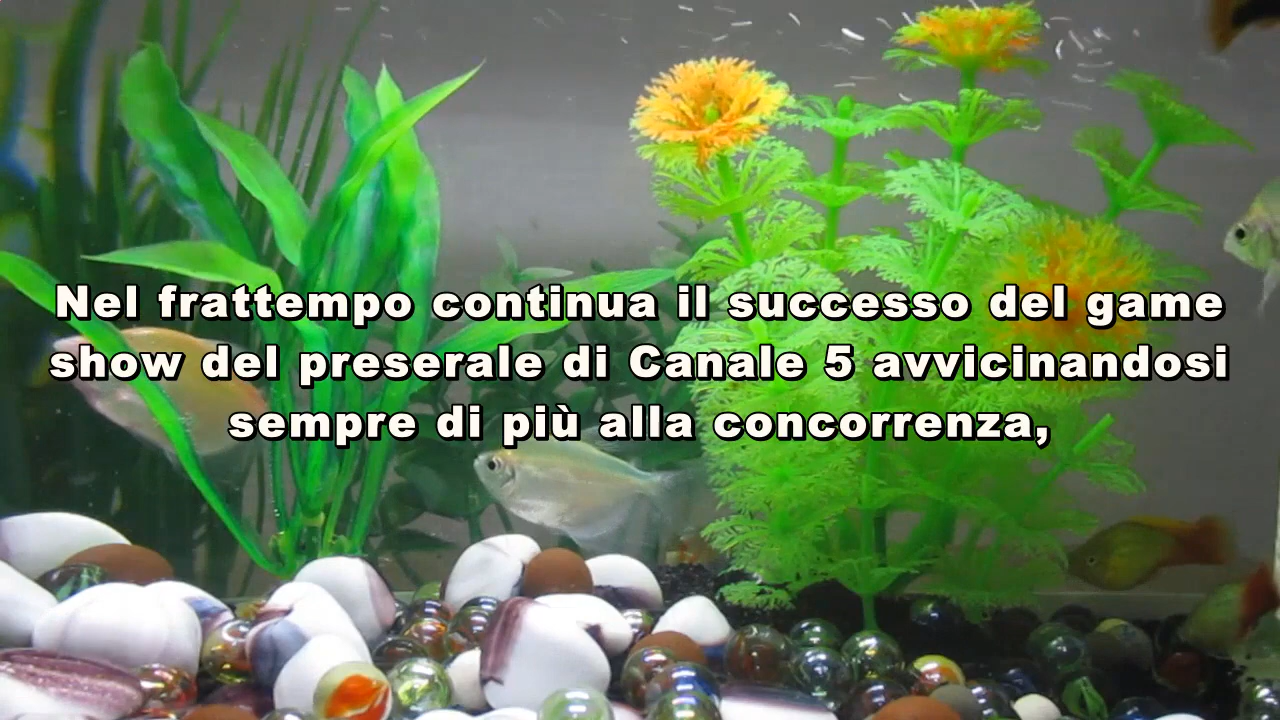 Nel frattempo continua il successo del game
show del preserale di Canale 5 avvicinandosi
sempre di più alla concorrenza,